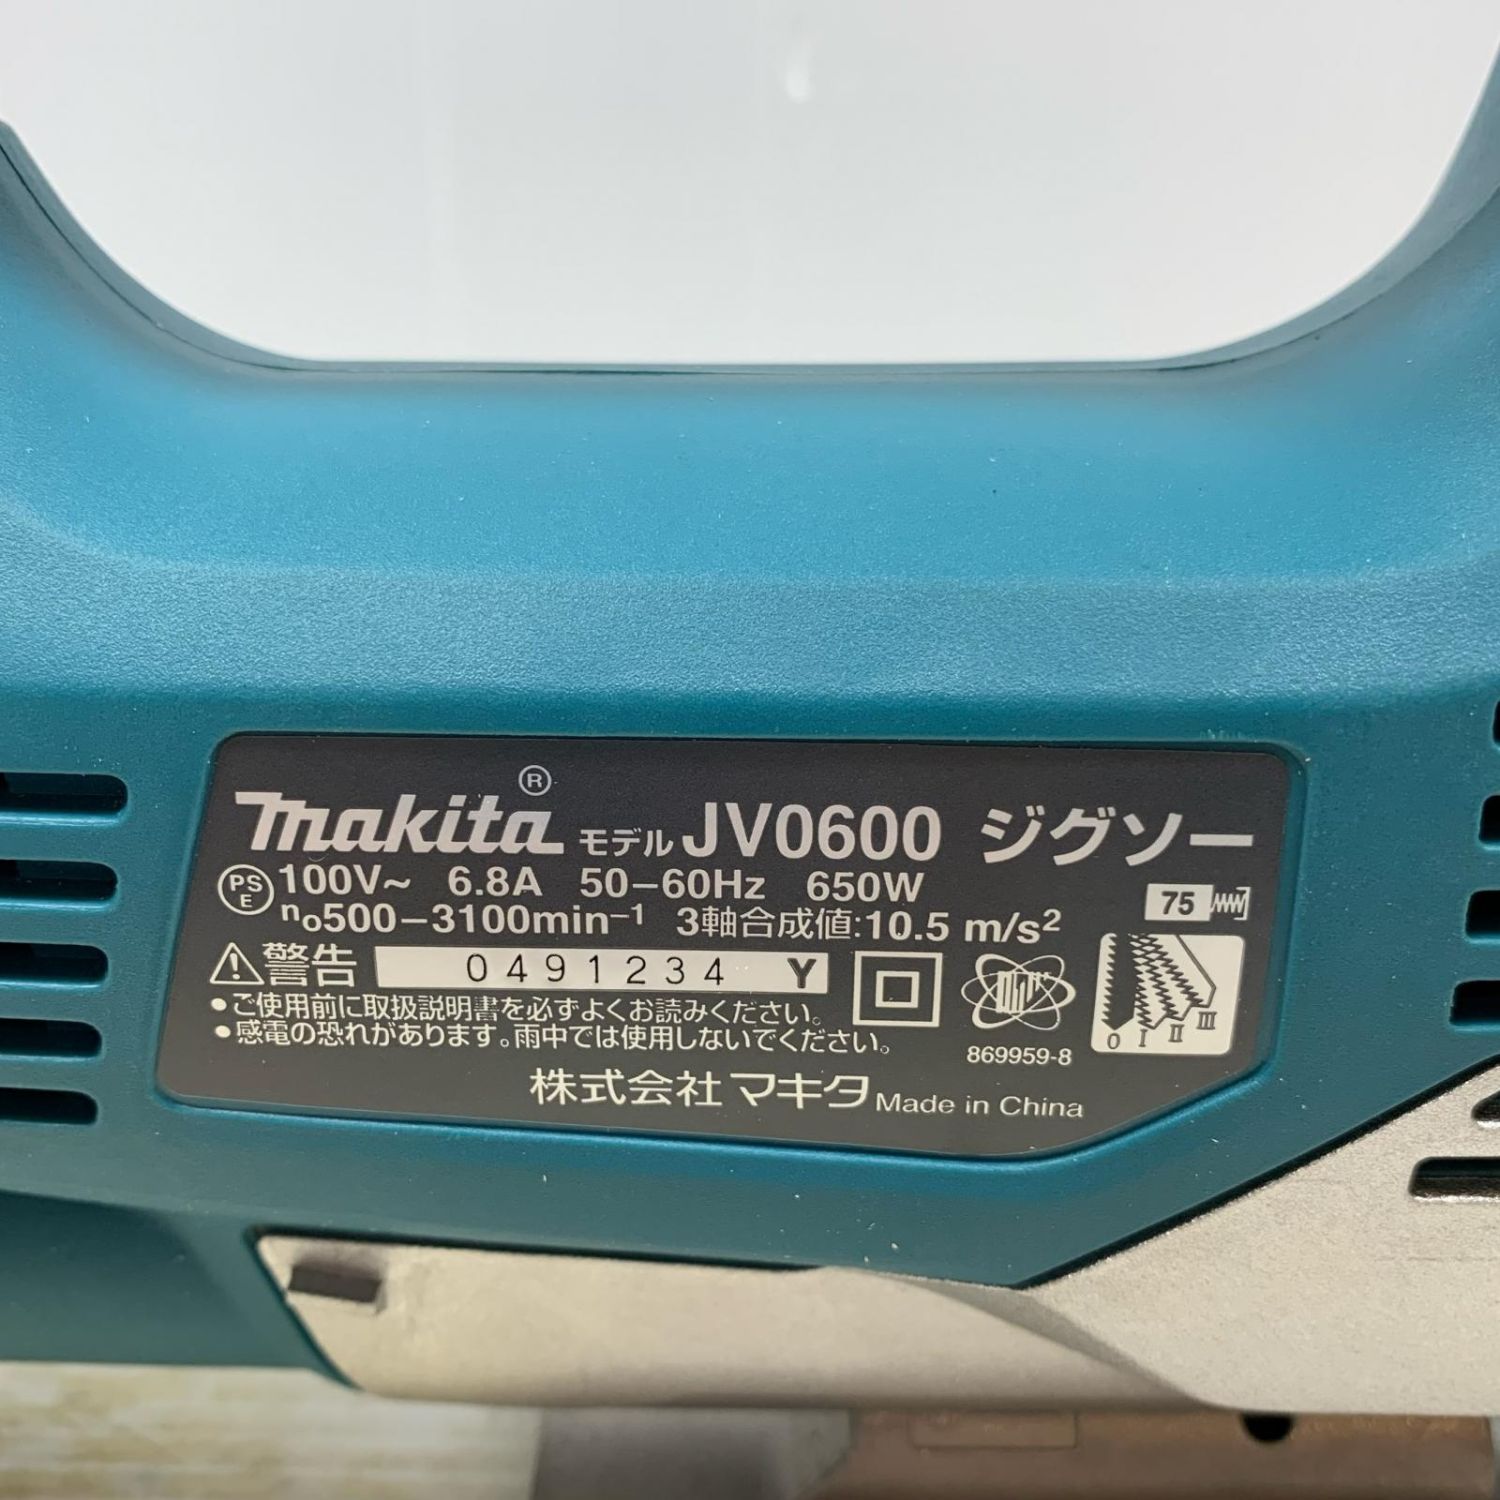 makita® モデル JV0600 ジグソー
PSE 100V~ 6.8A 50-60Hz 650W
n₀500-3100min⁻¹ 3軸合成値:10.5 m/s²
75
⚠警告 0491234 Y
•ご使用前に取扱説明書を必ずよくお読みください。
•感電の恐れがあります。雨中では使用しないでください。
869959-8
0 I II III
株式会社マキタ Made in China